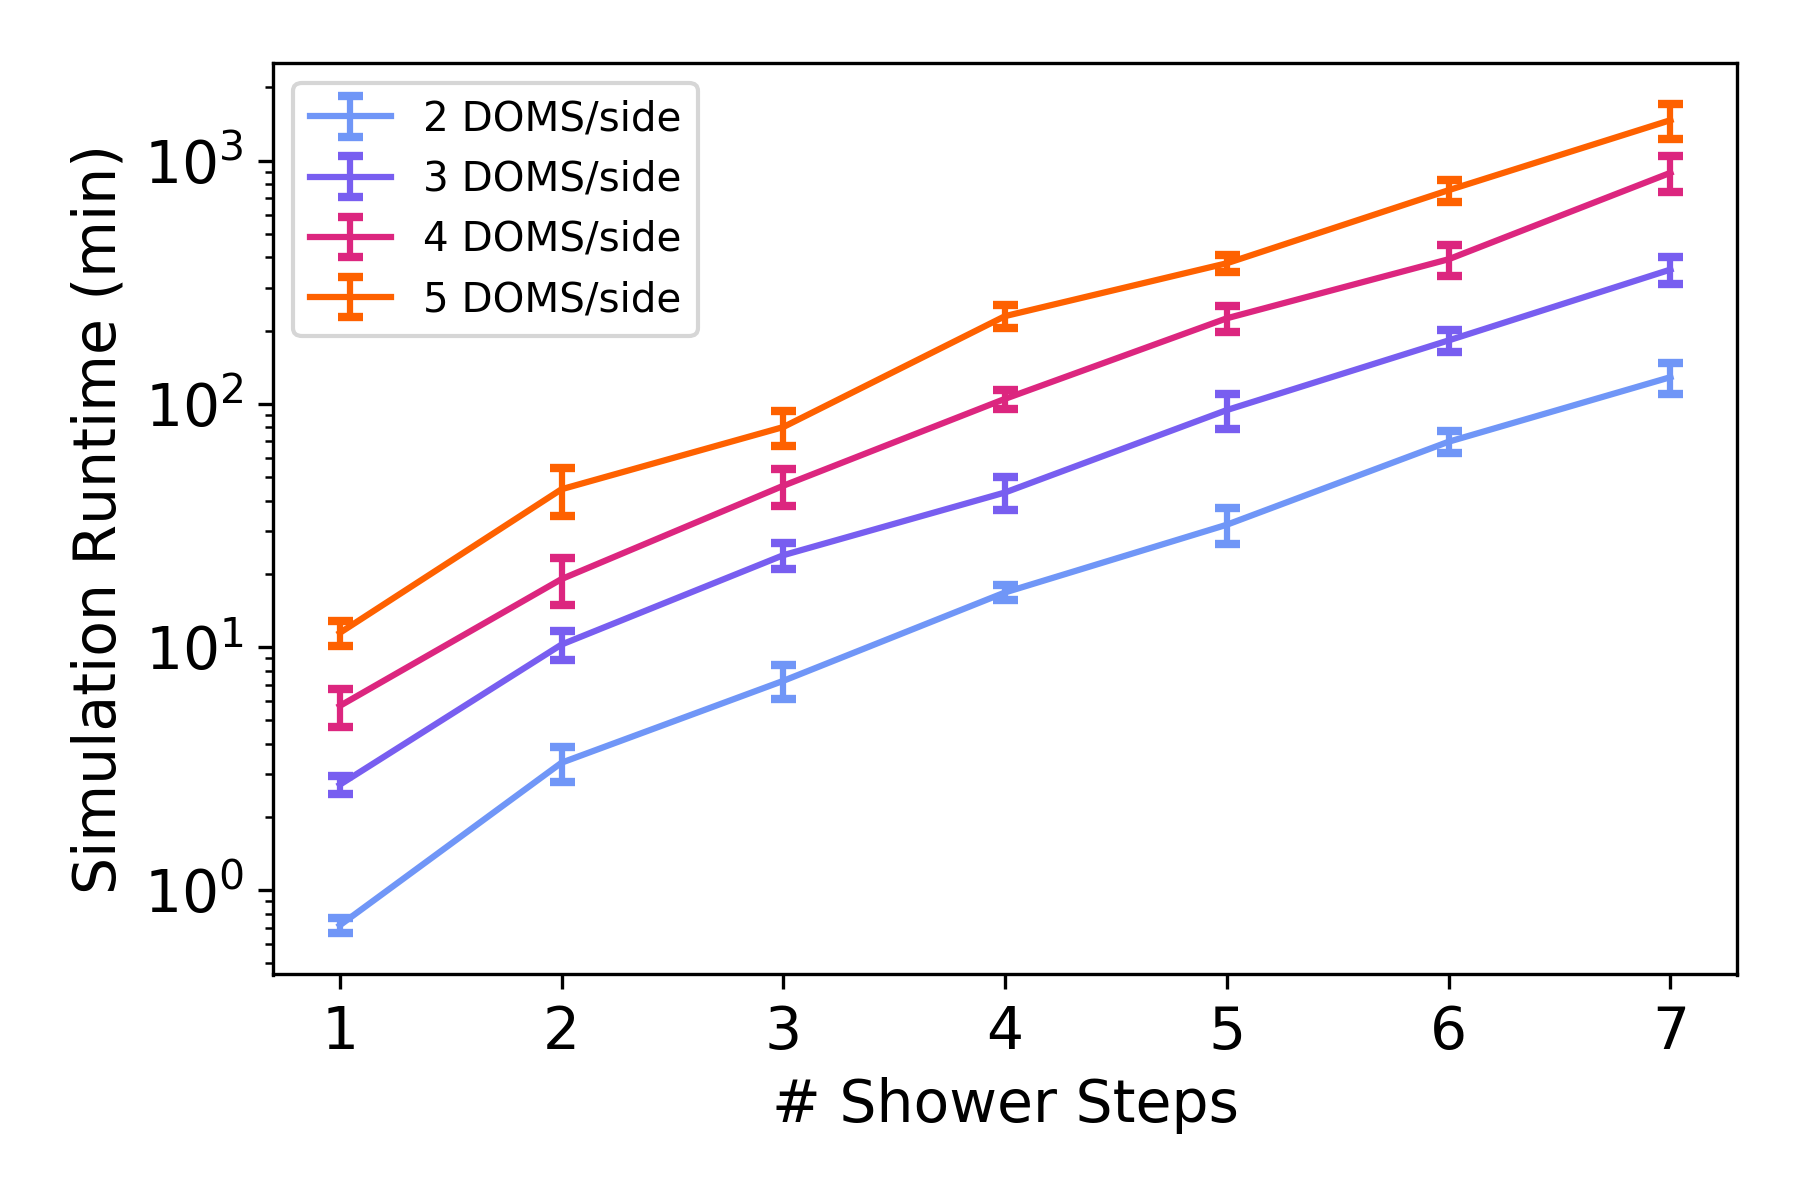 2 DOMS/side
3 DOMS/side
4 DOMS/side
5 DOMS/side
Simulation Runtime (min)
10³
10²
10¹
10⁰
1 2 3 4 5 6 7
# Shower Steps